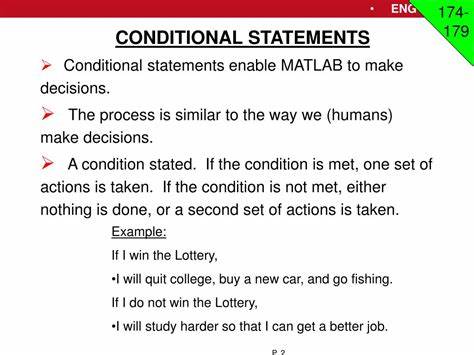 • ENG
174-
179
CONDITIONAL STATEMENTS
➢ Conditional statements enable MATLAB to make
decisions.
➢ The process is similar to the way we (humans)
make decisions.
➢ A condition stated. If the condition is met, one set of
actions is taken. If the condition is not met, either
nothing is done, or a second set of actions is taken.
Example:
If I win the Lottery,
•I will quit college, buy a new car, and go fishing.
If I do not win the Lottery,
•I will study harder so that I can get a better job.
P. 2